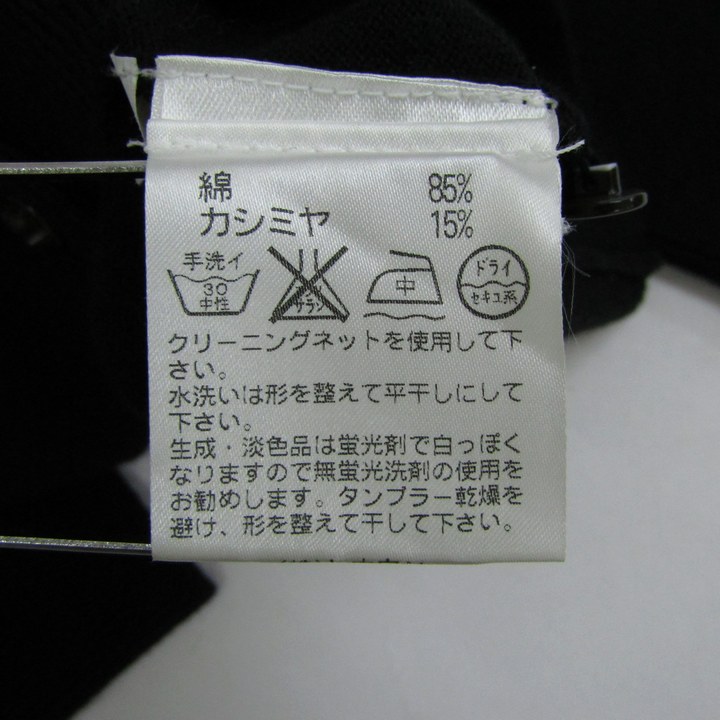 綿 85%
カシミヤ 15%
手洗イ
30
中性
サラシ
中
ドライ
セキユ系
クリーニングネットを使用して下
さい。
水洗いは形を整えて平干しにして
下さい。
生成・淡色品は蛍光剤で白っぽく
なりますので無蛍光洗剤の使用を
お勧めします。タンブラー乾燥を
避け、形を整えて干して下さい。